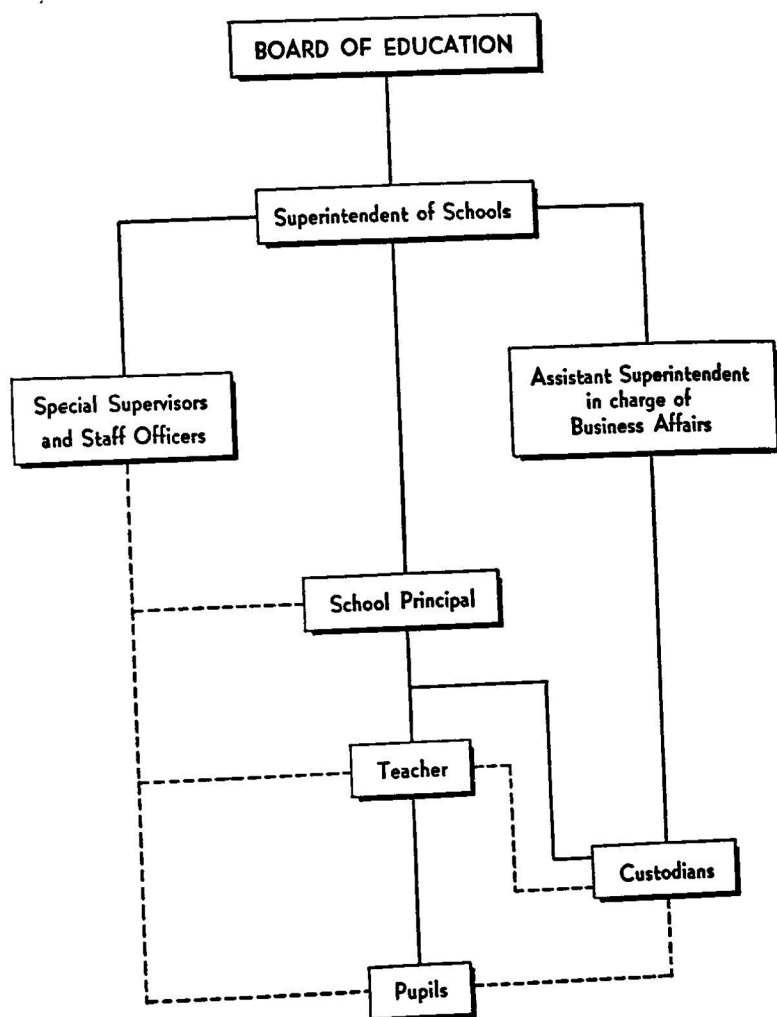 BOARD OF EDUCATION
Superintendent of Schools
Special Supervisors
and Staff Officers
Assistant Superintendent
in charge of
Business Affairs
School Principal
Teacher
Custodians
Pupils